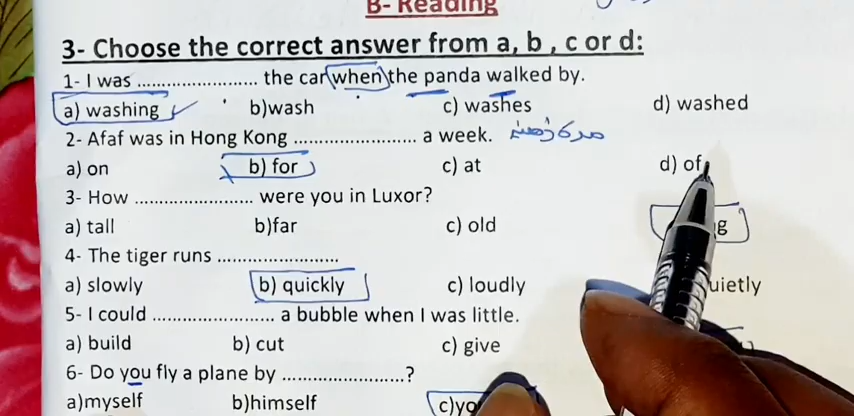 B- Reading
3- Choose the correct answer from a, b , c or d:
1- I was ........................ the car when the panda walked by.
a) washing b)wash c) washes d) washed
2- Afaf was in Hong Kong ........................ a week.
a) on b) for c) at d) of
3- How ........................ were you in Luxor?
a) tall b)far c) old
4- The tiger runs ........................
a) slowly b) quickly c) loudly
5- I could ........................ a bubble when I was little.
a) build b) cut c) give
6- Do you fly a plane by ........................?
a)myself b)himself